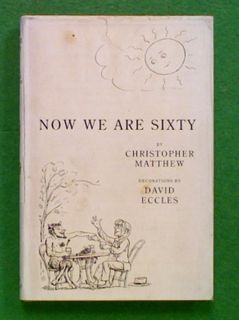 NOW WE ARE SIXTY
BY
CHRISTOPHER
MATTHEW
DECORATIONS BY
DAVID
ECCLES